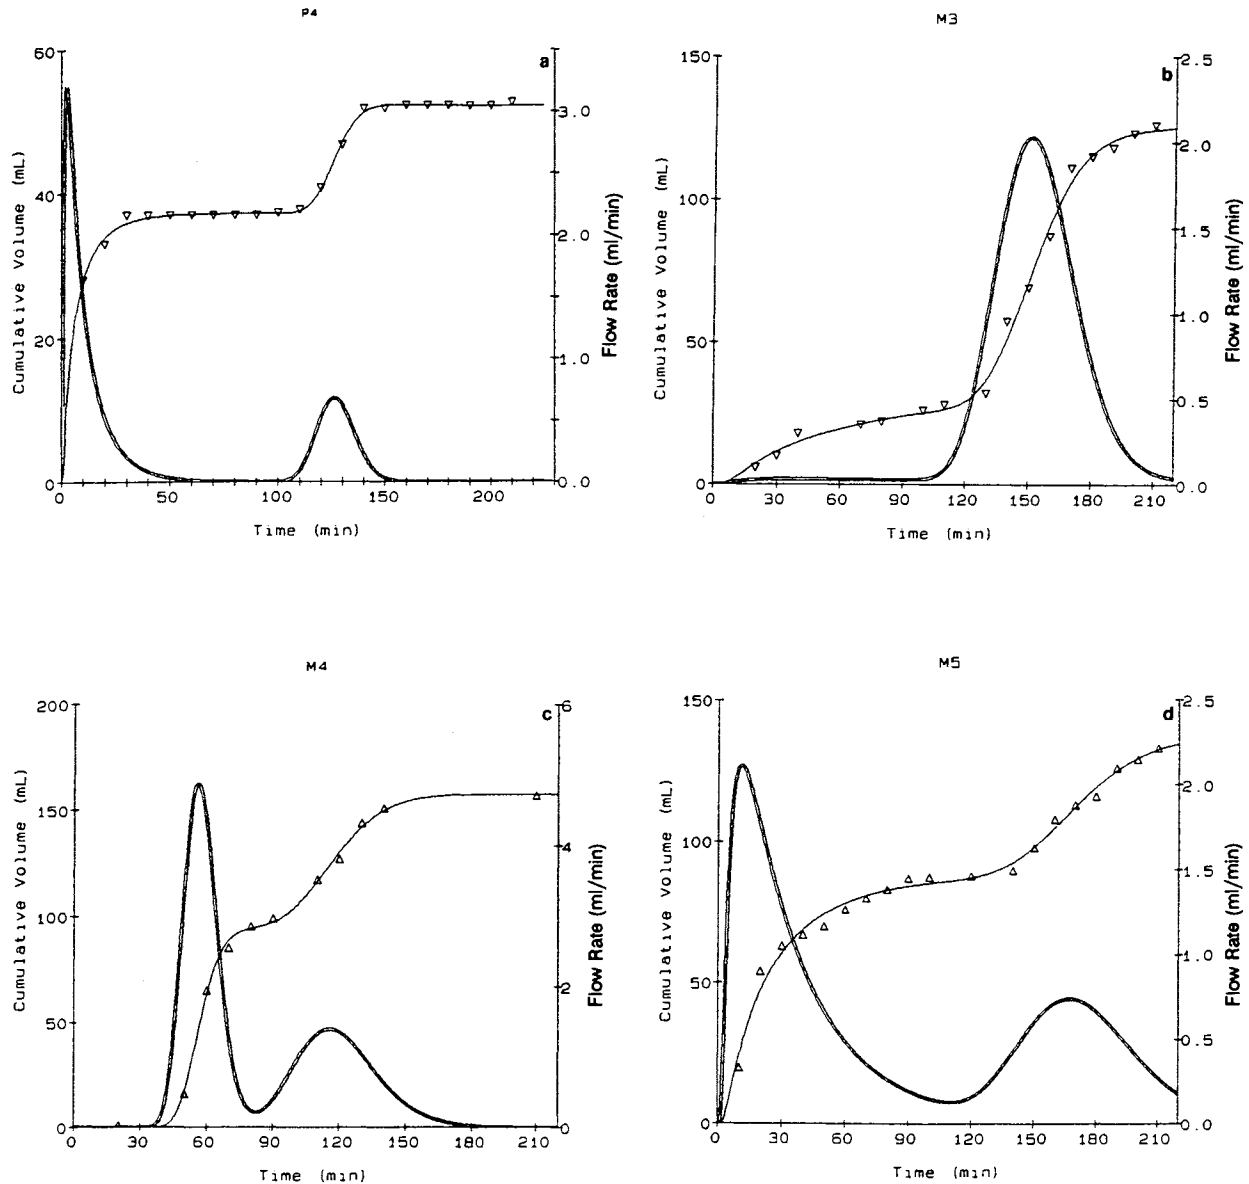 P4
a
60
40
20
0
Cumulative Volume (mL)
3.0
2.0
1.0
0.0
Flow Rate (ml/min)
0 50 100 150 200
Time (min)
M3
b
150
100
50
0
Cumulative Volume (mL)
2.5
2.0
1.5
1.0
0.5
0.0
Flow Rate (ml/min)
0 30 60 90 120 150 180 210
Time (min)
M4
c
200
150
100
50
0
Cumulative Volume (mL)
6
4
2
0
Flow Rate (ml/min)
0 30 60 90 120 150 180 210
Time (min)
M5
d
150
100
50
0
Cumulative Volume (mL)
2.5
2.0
1.5
1.0
0.5
0.0
Flow Rate (ml/min)
0 30 60 90 120 150 180 210
Time (min)